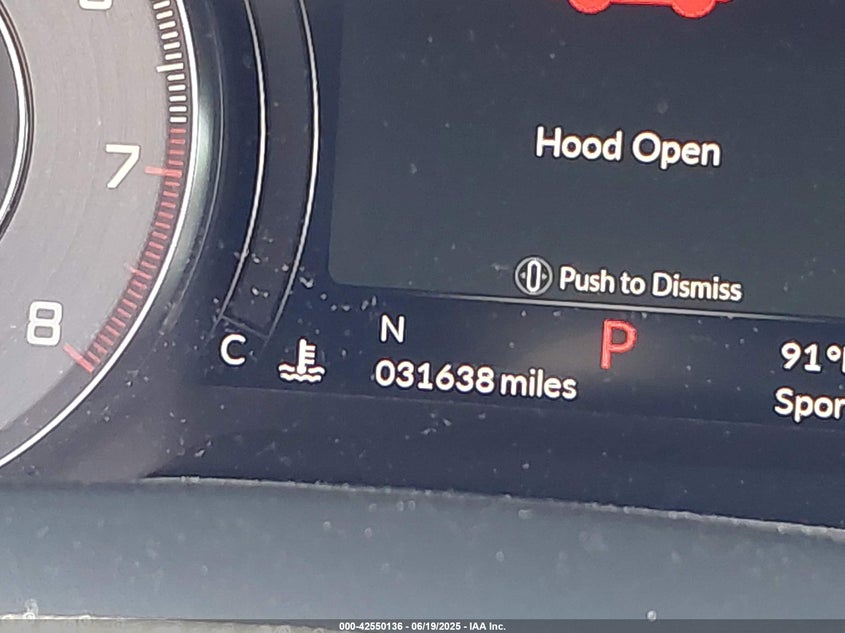 7
8
Hood Open
Push to Dismiss
C
N
P
91°
031638 miles
Spor
000-42550136 - 06/19/2025 - IAA Inc.